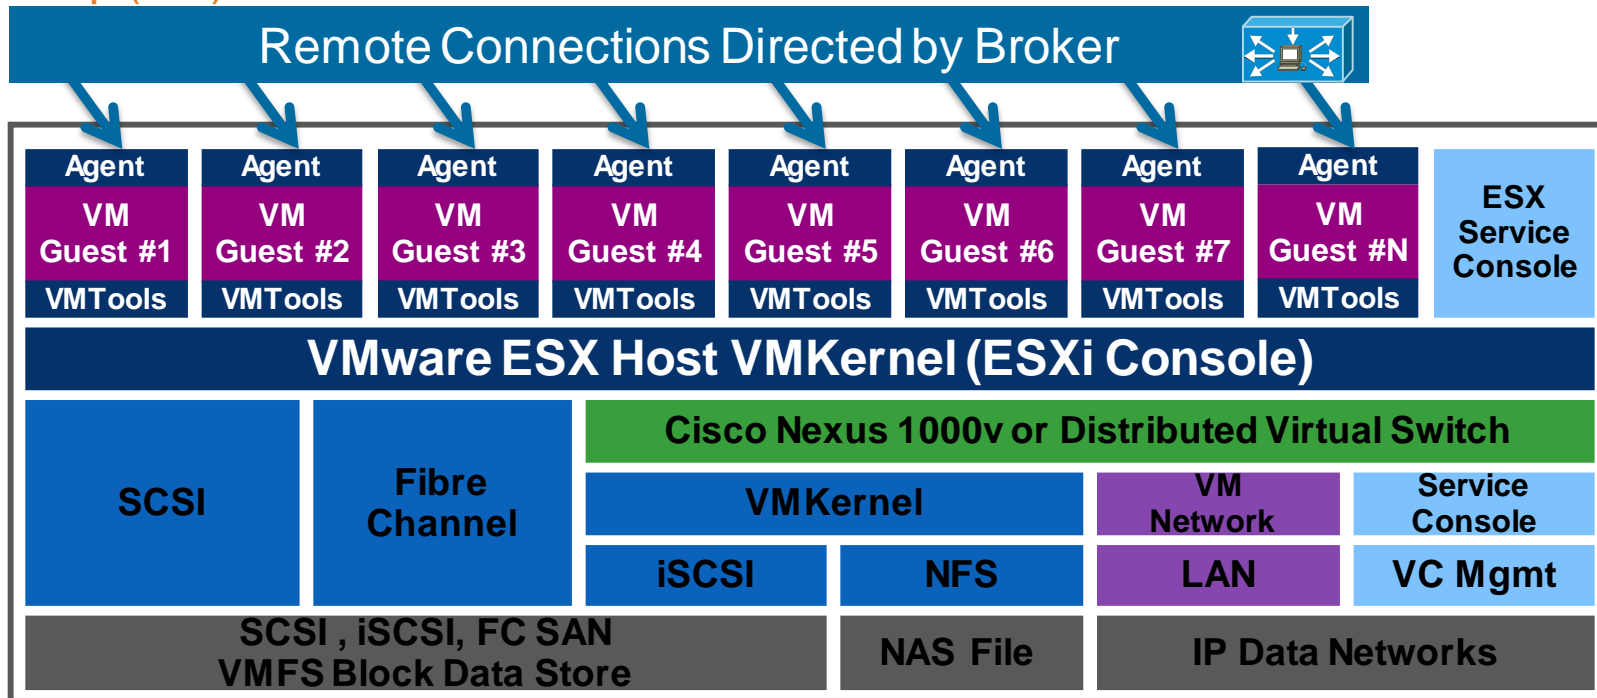 Remote Connections Directed by Broker
Agent
VM
Guest #1
VMTools
Agent
VM
Guest #2
VMTools
Agent
VM
Guest #3
VMTools
Agent
VM
Guest #4
VMTools
Agent
VM
Guest #5
VMTools
Agent
VM
Guest #6
VMTools
Agent
VM
Guest #7
VMTools
Agent
VM
Guest #N
VMTools
ESX
Service
Console
VMware ESX Host VMKernel (ESXi Console)
SCSI
Fibre
Channel
Cisco Nexus 1000v or Distributed Virtual Switch
VMKernel
VM
Network
Service
Console
iSCSI
NFS
LAN
VC Mgmt
SCSI , iSCSI, FC SAN
VMFS Block Data Store
NAS File
IP Data Networks